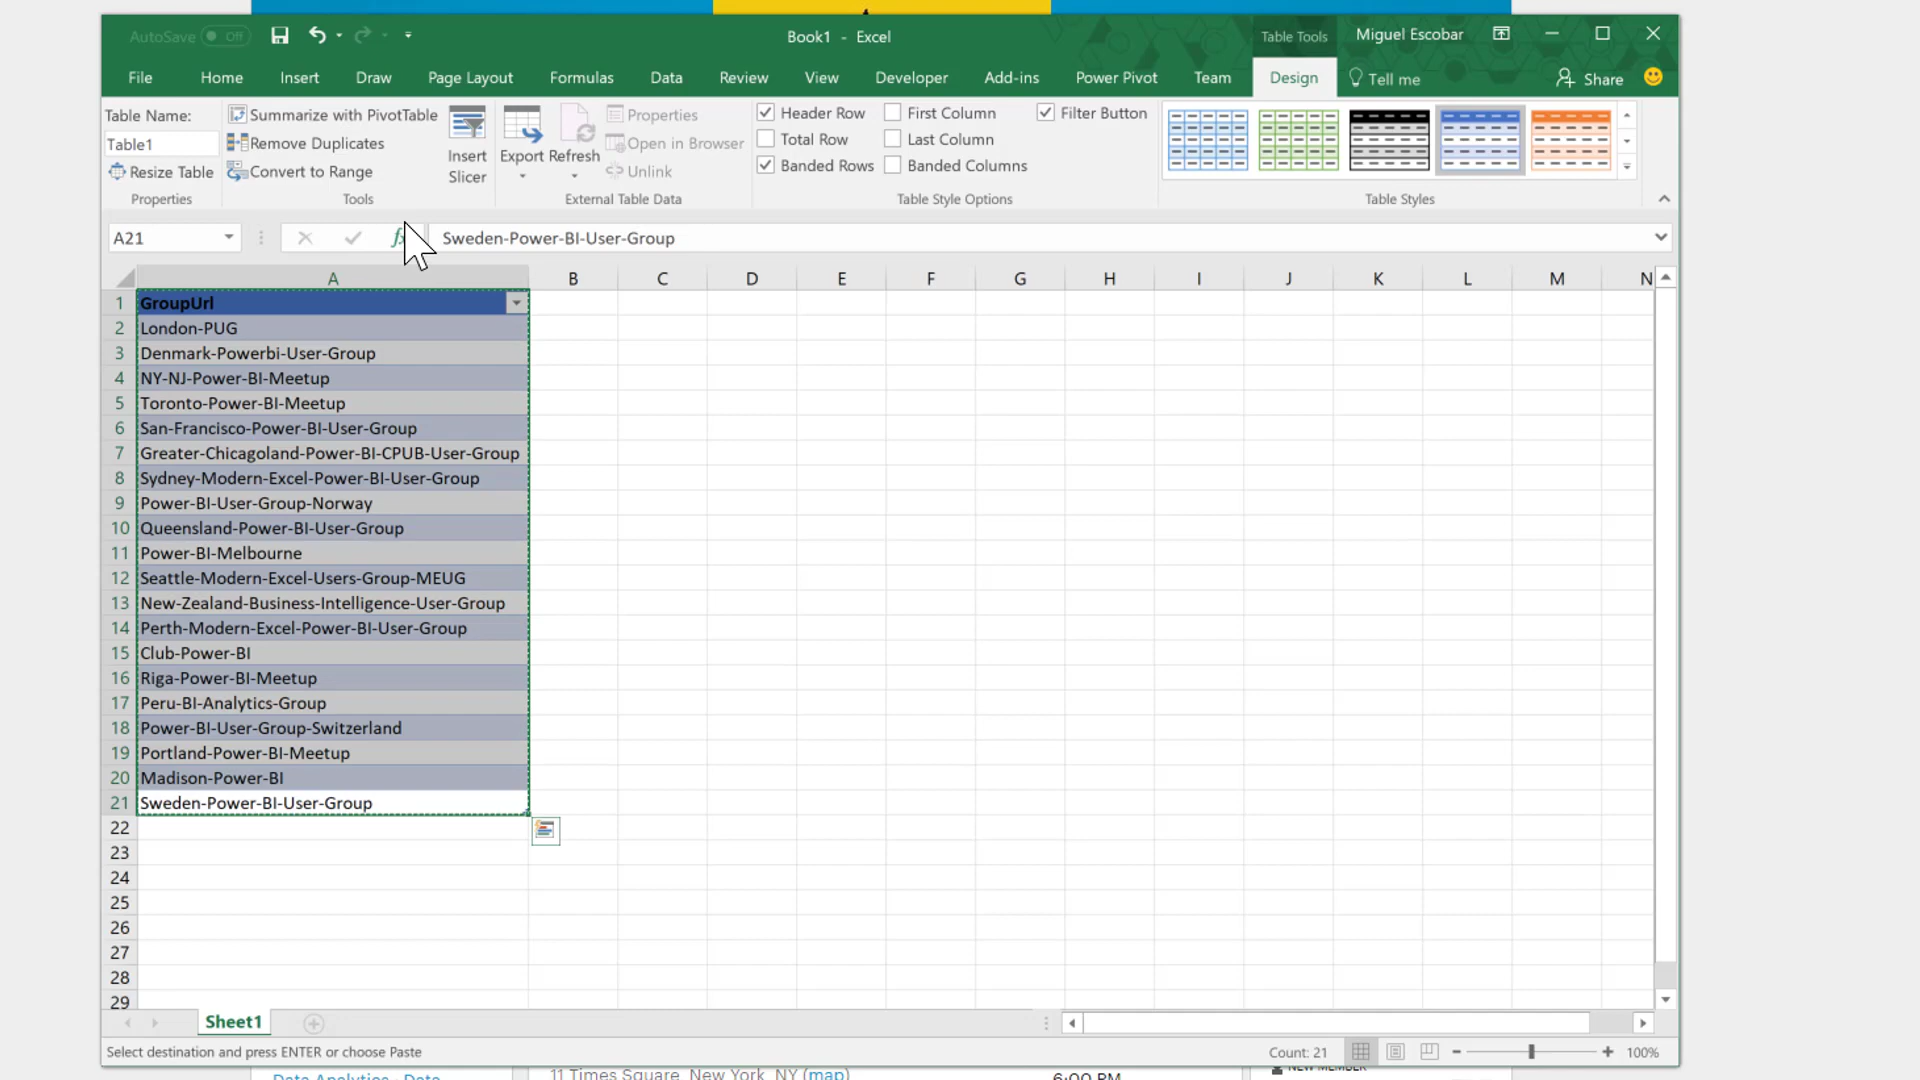 AutoSave Off
Book1 - Excel
Table Tools
Miguel Escobar
File Home Insert Draw Page Layout Formulas Data Review View Developer Add-ins Power Pivot Team Design Tell me Share
Table Name:
Table1
Resize Table
Properties
Summarize with PivotTable
Remove Duplicates
Convert to Range
Tools
Insert Slicer
Export Refresh
Properties
Open in Browser
Unlink
External Table Data
Header Row First Column Filter Button
Total Row Last Column
Banded Rows Banded Columns
Table Style Options
Table Styles
A21
Sweden-Power-BI-User-Group
A B C D E F G H I J K L M N
1 GroupUrl
2 London-PUG
3 Denmark-Powerbi-User-Group
4 NY-NJ-Power-BI-Meetup
5 Toronto-Power-BI-Meetup
6 San-Francisco-Power-BI-User-Group
7 Greater-Chicagoland-Power-BI-CPUB-User-Group
8 Sydney-Modern-Excel-Power-BI-User-Group
9 Power-BI-User-Group-Norway
10 Queensland-Power-BI-User-Group
11 Power-BI-Melbourne
12 Seattle-Modern-Excel-Users-Group-MEUG
13 New-Zealand-Business-Intelligence-User-Group
14 Perth-Modern-Excel-Power-BI-User-Group
15 Club-Power-BI
16 Riga-Power-BI-Meetup
17 Peru-BI-Analytics-Group
18 Power-BI-User-Group-Switzerland
19 Portland-Power-BI-Meetup
20 Madison-Power-BI
21 Sweden-Power-BI-User-Group
22
23
24
25
26
27
28
29
Sheet1
Select destination and press ENTER or choose Paste
Count: 21
100%
Data Analytics - Data
11 Times Square, New York, NY (map)
6:00 PM
NEW MEMBER